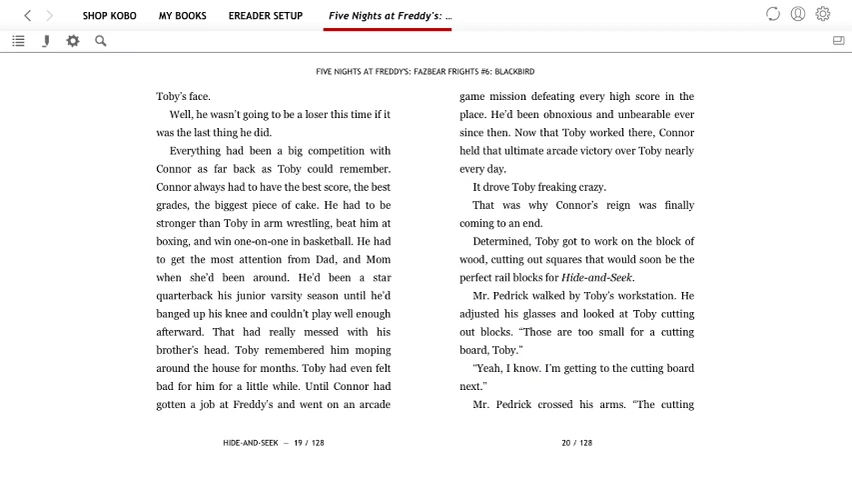 SHOP KOBO MY BOOKS EREADER SETUP Five Nights at Freddy's: ...
FIVE NIGHTS AT FREDDY'S: FAZBEAR FRIGHTS #6: BLACKBIRD
Toby's face.
Well, he wasn't going to be a loser this time if it
was the last thing he did.
Everything had been a big competition with
Connor as far back as Toby could remember.
Connor always had to have the best score, the best
grades, the biggest piece of cake. He had to be
stronger than Toby in arm wrestling, beat him at
boxing, and win one-on-one in basketball. He had
to get the most attention from Dad, and Mom
when she'd been around. He'd been a star
quarterback his junior varsity season until he'd
banged up his knee and couldn't play well enough
afterward. That had really messed with his
brother's head. Toby remembered him moping
around the house for months. Toby had even felt
bad for him for a little while. Until Connor had
gotten a job at Freddy's and went on an arcade
HIDE-AND-SEEK — 19 / 128
game mission defeating every high score in the
place. He'd been obnoxious and unbearable ever
since then. Now that Toby worked there, Connor
held that ultimate arcade victory over Toby nearly
every day.
It drove Toby freaking crazy.
That was why Connor's reign was finally
coming to an end.
Determined, Toby got to work on the block of
wood, cutting out squares that would soon be the
perfect rail blocks for Hide-and-Seek.
Mr. Pedrick walked by Toby's workstation. He
adjusted his glasses and looked at Toby cutting
out blocks. “Those are too small for a cutting
board, Toby.”
“Yeah, I know. I'm getting to the cutting board
next.”
Mr. Pedrick crossed his arms. “The cutting
20 / 128